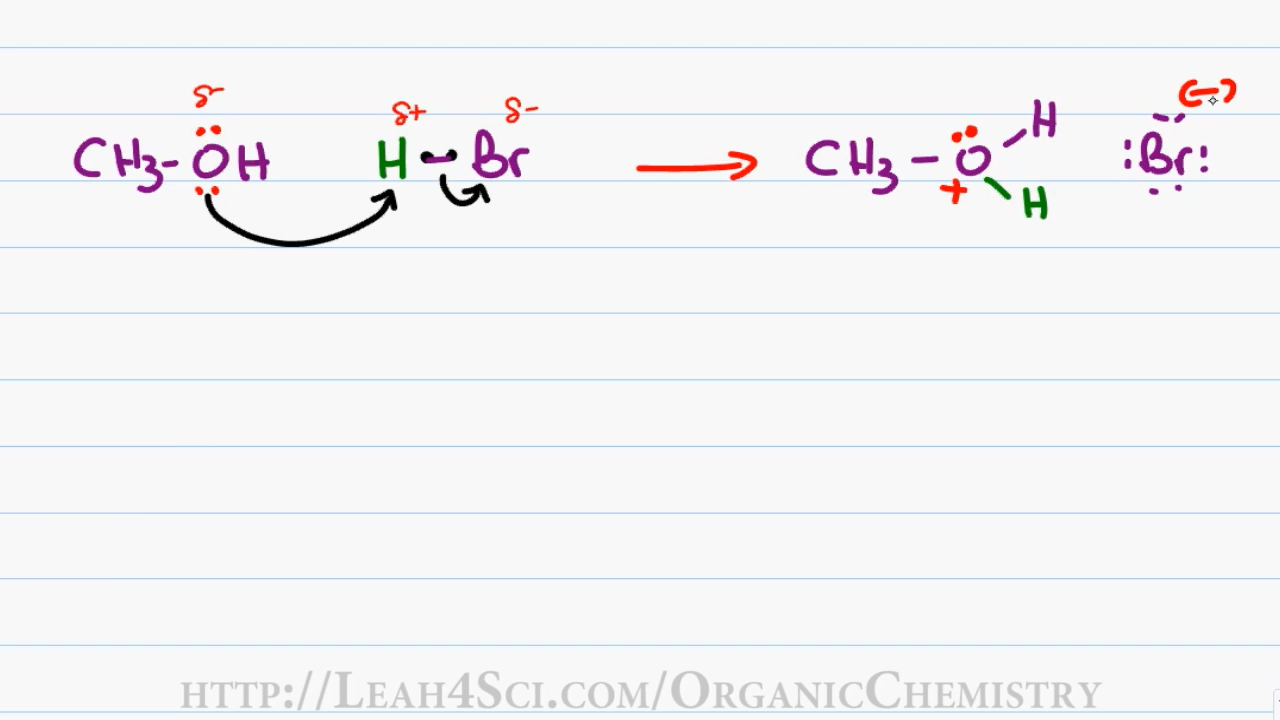 δ- δ+ δ- (-)
CH3-ÖH H-Br → CH3-O-H :Br:
+ H
http://Leah4Sci.com/OrganicChemistry